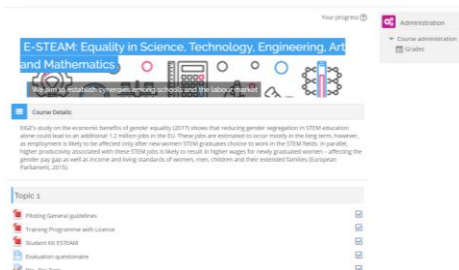 Your progress
Administration
Course administration
Grades
E-STEAM: Equality in Science, Technology, Engineering, Art
and Mathematics
We aim to establish synergies among schools and the labour market
Course Details:
EIGE's study on the economic benefits of gender equality (2017) shows that reducing gender segregation in STEM education
alone could lead to an additional 1.2 million jobs in the EU. These jobs are estimated to occur mostly in the long term, however,
as employment is likely to be affected only after new women STEM graduates choose to work in the STEM fields. In parallel,
higher productivity associated with these STEM jobs is likely to result in higher wages for newly graduated women – affecting the
gender pay gap as well as income and living standards of women, men, children and their extended families (European
Parliament, 2015).
Topic 1
Piloting General guidelines
Training Programme with License
Student Kit ESTEAM
Evaluation questionaire